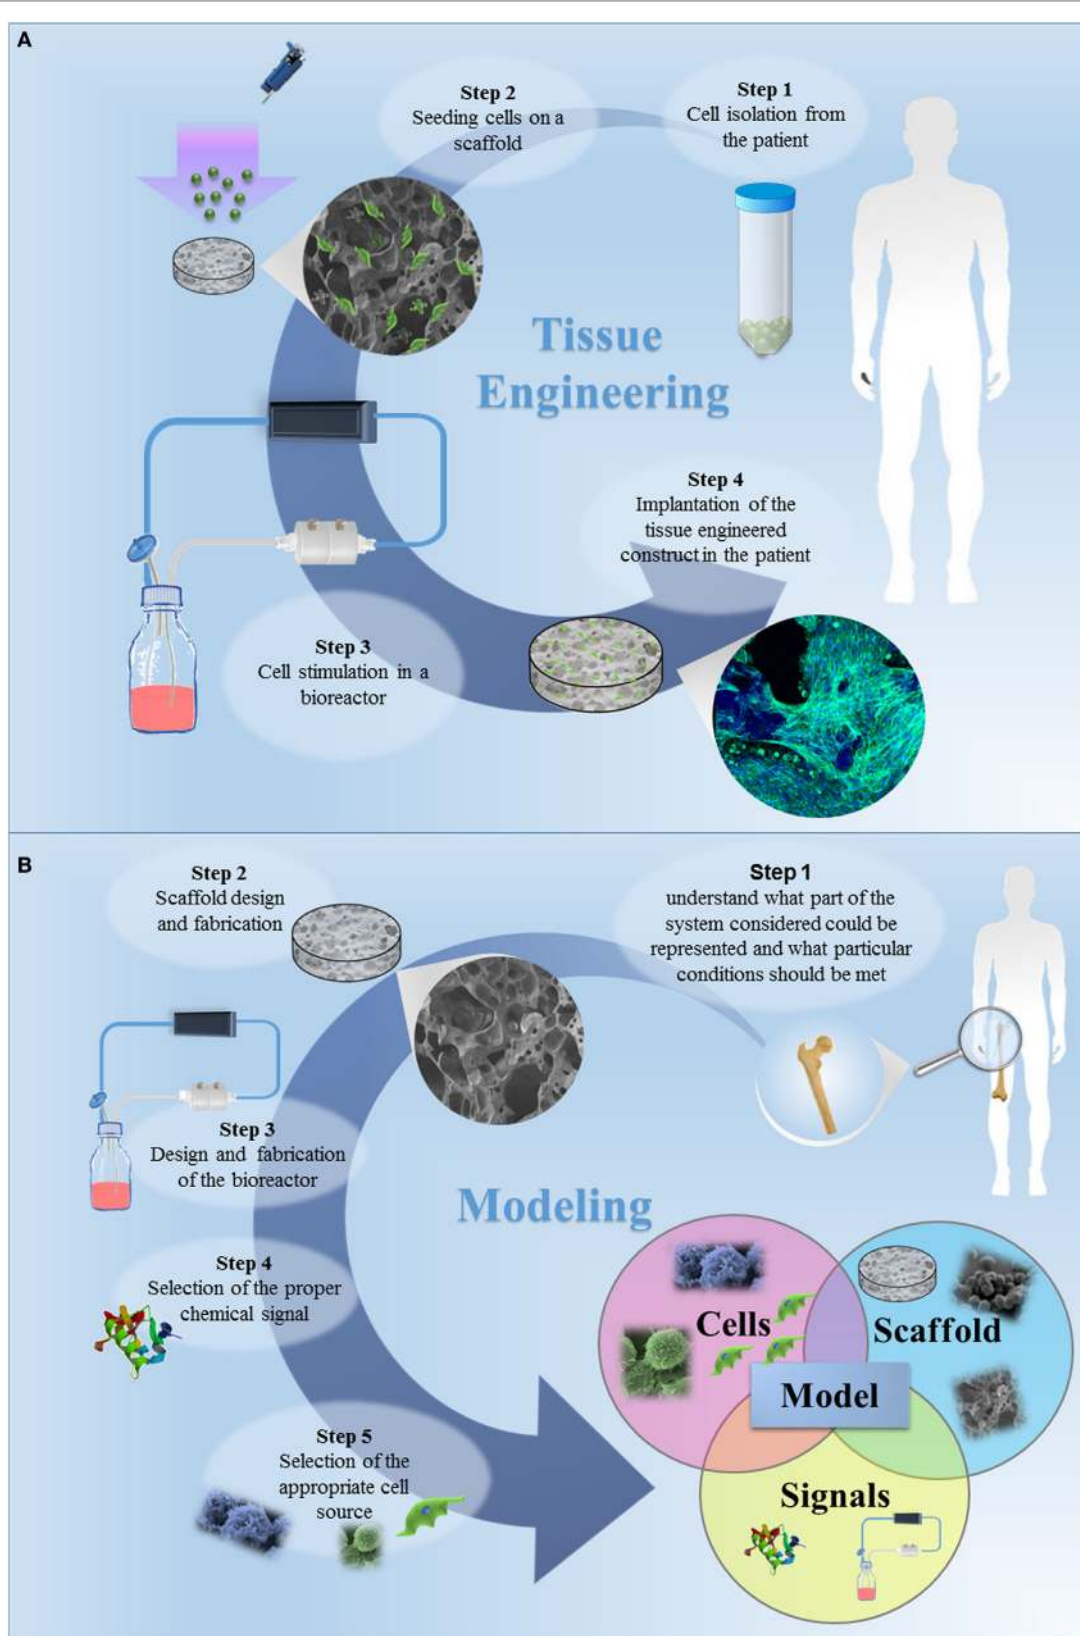 A
Step 1
Cell isolation from
the patient
Step 2
Seeding cells on a
scaffold
Tissue
Engineering
Step 3
Cell stimulation in a
bioreactor
Step 4
Implantation of the
tissue engineered
construct in the patient
B
Step 1
understand what part of the
system considered could be
represented and what particular
conditions should be met
Step 2
Scaffold design
and fabrication
Step 3
Design and fabrication
of the bioreactor
Modeling
Step 4
Selection of the proper
chemical signal
Step 5
Selection of the
appropriate cell
source
Cells
Scaffold
Model
Signals